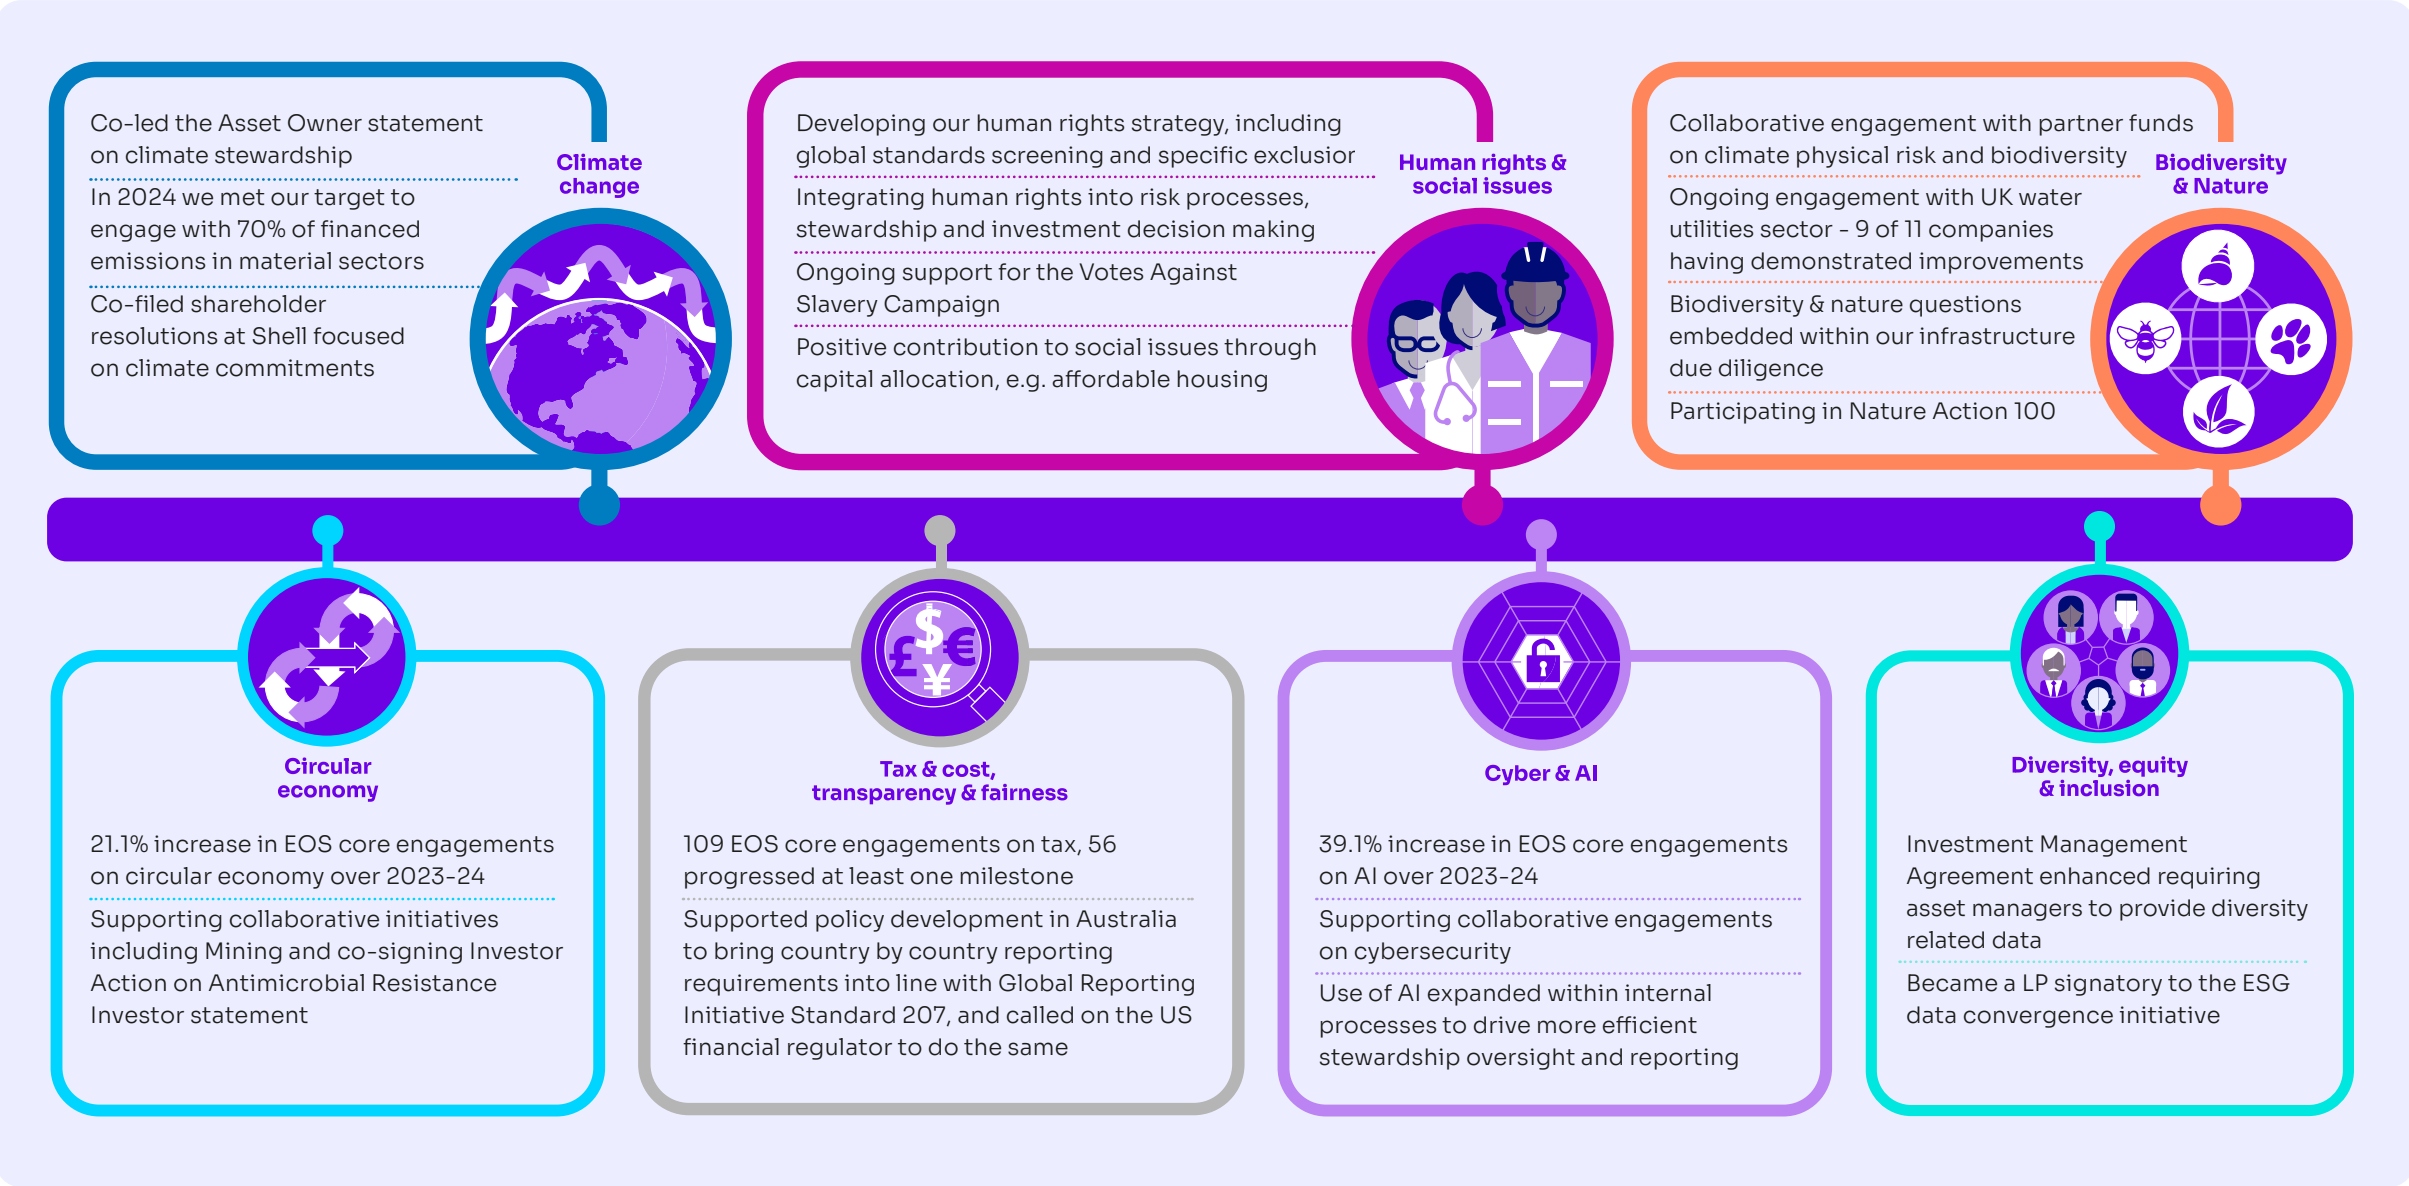 Co-led the Asset Owner statement
on climate stewardship
In 2024 we met our target to
engage with 70% of financed
emissions in material sectors
Co-filed shareholder
resolutions at Shell focused
on climate commitments
Climate
change
Developing our human rights strategy, including
global standards screening and specific exclusior
Integrating human rights into risk processes,
stewardship and investment decision making
Ongoing support for the Votes Against
Slavery Campaign
Positive contribution to social issues through
capital allocation, e.g. affordable housing
Human rights &
social issues
Collaborative engagement with partner funds
on climate physical risk and biodiversity
Ongoing engagement with UK water
utilities sector - 9 of 11 companies
having demonstrated improvements
Biodiversity & nature questions
embedded within our infrastructure
due diligence
Participating in Nature Action 100
Biodiversity
& Nature
$
£ €
¥
Circular
economy
21.1% increase in EOS core engagements
on circular economy over 2023-24
Supporting collaborative initiatives
including Mining and co-signing Investor
Action on Antimicrobial Resistance
Investor statement
Tax & cost,
transparency & fairness
109 EOS core engagements on tax, 56
progressed at least one milestone
Supported policy development in Australia
to bring country by country reporting
requirements into line with Global Reporting
Initiative Standard 207, and called on the US
financial regulator to do the same
Cyber & AI
39.1% increase in EOS core engagements
on AI over 2023-24
Supporting collaborative engagements
on cybersecurity
Use of AI expanded within internal
processes to drive more efficient
stewardship oversight and reporting
Diversity, equity
& inclusion
Investment Management
Agreement enhanced requiring
asset managers to provide diversity
related data
Became a LP signatory to the ESG
data convergence initiative